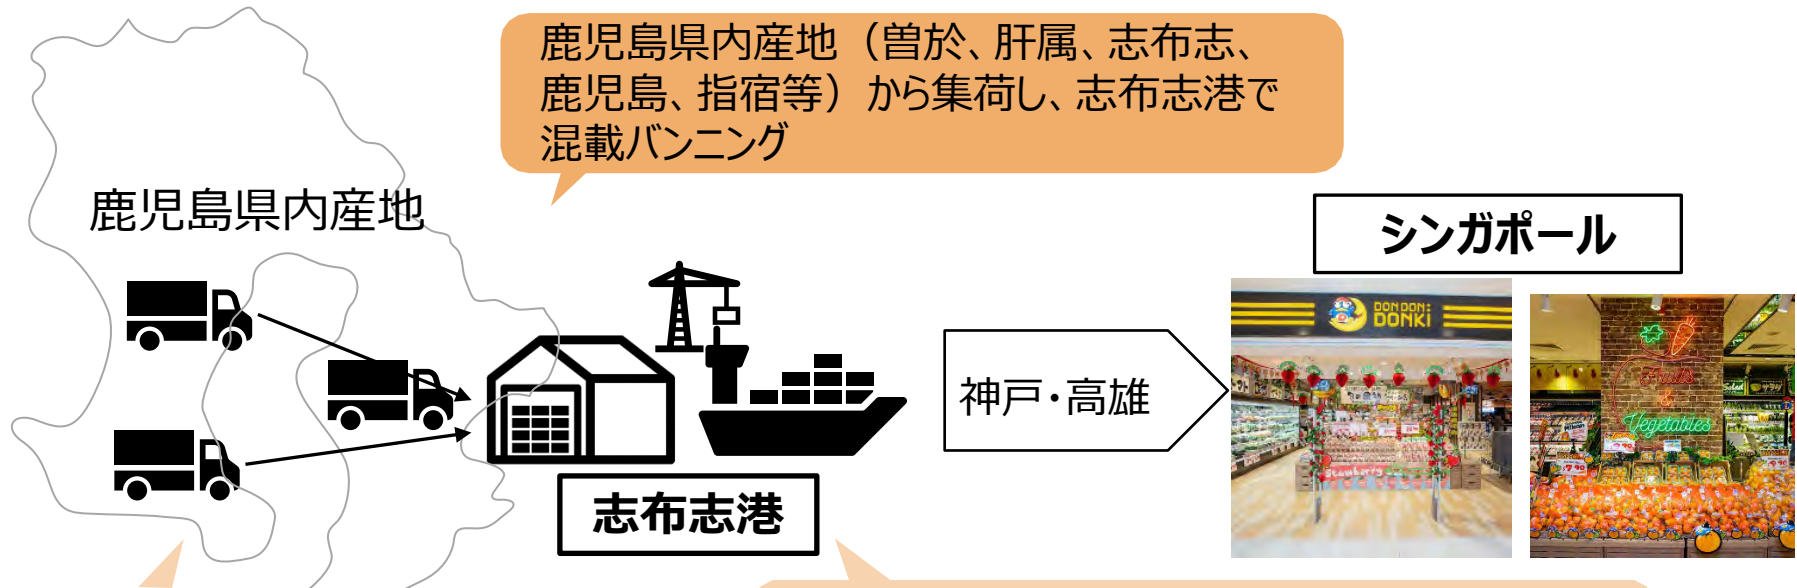 鹿児島県内産地（曽於、肝属、志布志、
鹿児島、指宿等）から集荷し、志布志港で
混載バンニング
鹿児島県内産地
シンガポール
DON DON:
DONKI
Fruits
&
Vegetables
Strawberry
神戸・高雄
志布志港